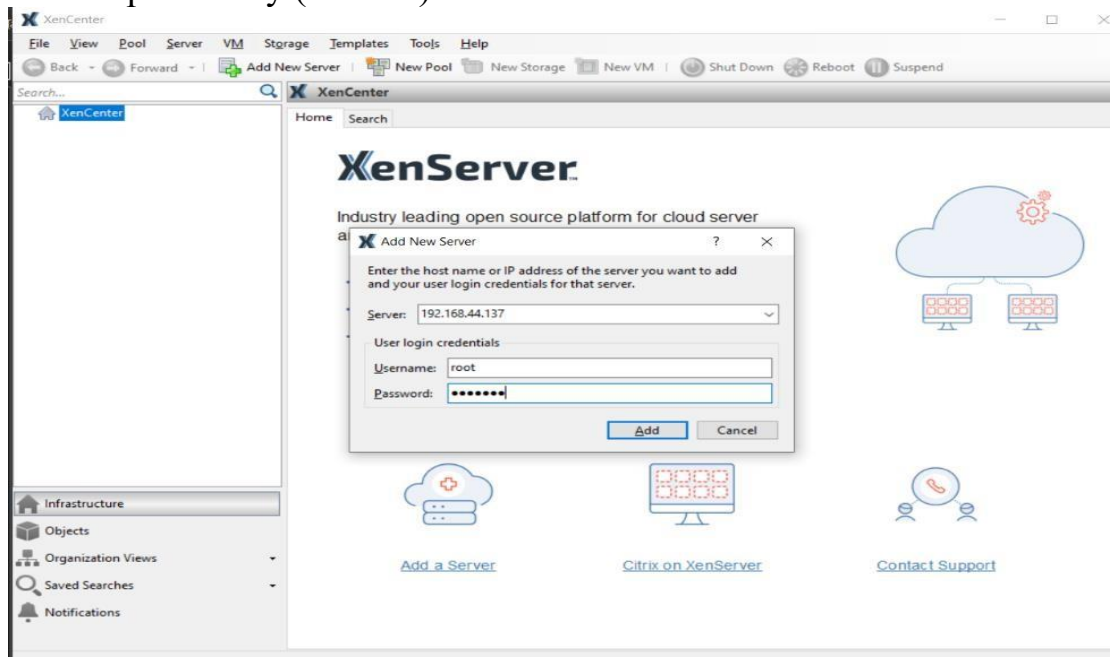 XenCenter
File View Pool Server VM Storage Templates Tools Help
Back Forward Add New Server New Pool New Storage New VM Shut Down Reboot Suspend
Search...
XenCenter
XenCenter
Home Search
XenServer
Industry leading open source platform for cloud server
Add New Server ? ×
Enter the host name or IP address of the server you want to add
and your user login credentials for that server.
Server: 192.168.44.137
User login credentials
Username: root
Password: •••••••
Add Cancel
Infrastructure
Objects
Organization Views
Saved Searches
Notifications
Add a Server
Citrix on XenServer
Contact Support